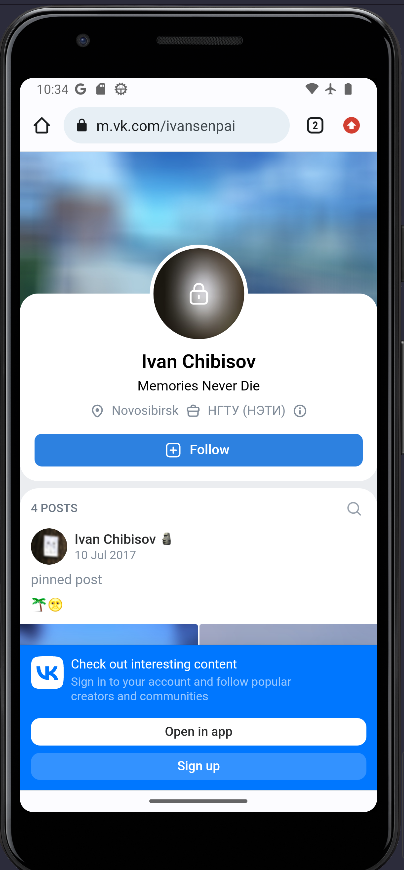 10:34
m.vk.com/ivansenpai
2
Ivan Chibisov
Memories Never Die
Novosibirsk НГТУ (НЭТИ)
Follow
4 POSTS
Ivan Chibisov 🗿
10 Jul 2017
pinned post
🌴🌝
Check out interesting content
Sign in to your account and follow popular
creators and communities
Open in app
Sign up